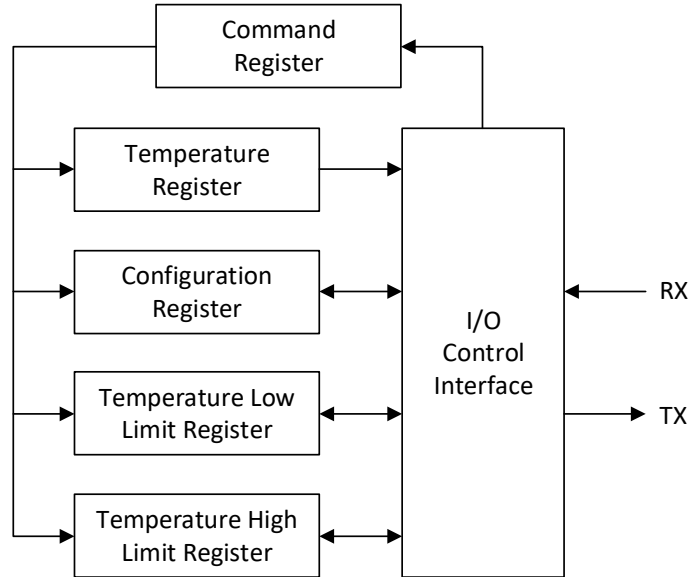 Command
Register
Temperature
Register
Configuration
Register
Temperature Low
Limit Register
Temperature High
Limit Register
I/O
Control
Interface
RX
TX